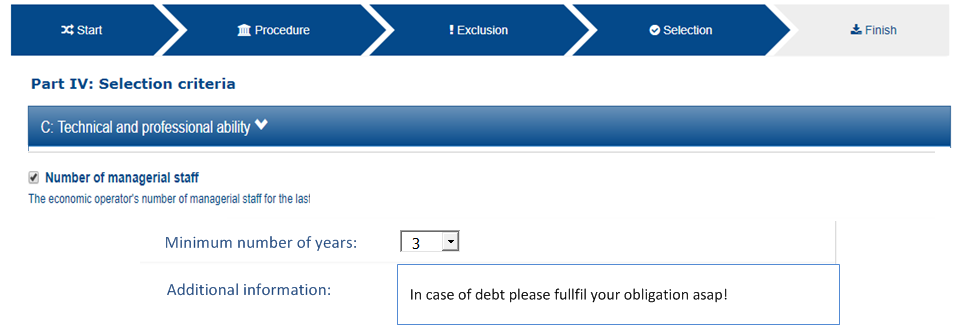 Start
Procedure
Exclusion
Selection
Finish
Part IV: Selection criteria
C: Technical and professional ability
Number of managerial staff
The economic operator's number of managerial staff for the last
Minimum number of years: 3
Additional information: In case of debt please fullfil your obligation asap!